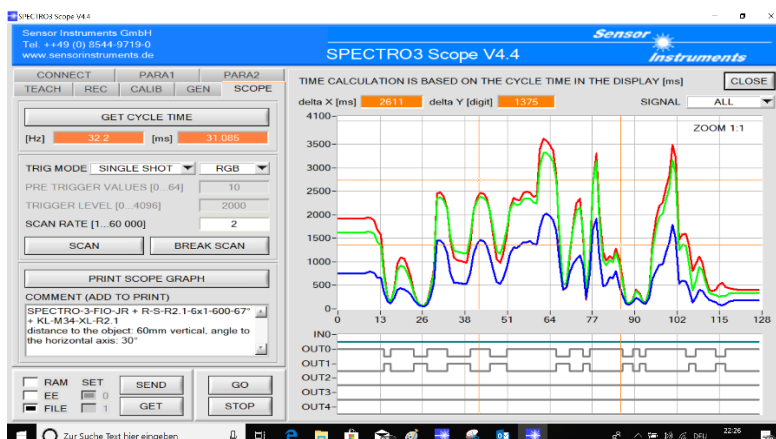 SPECTRO3 Scope V4.4
Sensor Instruments GmbH
Tel. ++49 (0) 8544-9719-0
www.sensorinstruments.de
SPECTRO3 Scope V4.4
Sensor
Instruments
CONNECT PARA1 PARA2
TEACH REC CALIB GEN SCOPE
GET CYCLE TIME
[Hz] 32.2 [ms] 31.085
TRIG MODE SINGLE SHOT RGB
PRE TRIGGER VALUES [0...64] 10
TRIGGER LEVEL [0...4096] 2000
SCAN RATE [1...60 000] 2
SCAN BREAK SCAN
PRINT SCOPE GRAPH
COMMENT (ADD TO PRINT)
SPECTRO-3-FIO-JR + R-S-R2.1-6x1-600-67°
+ KL-M34-XL-R2.1
distance to the object: 60mm vertical, angle to
the horizontal axis: 30°
RAM SET SEND GO
EE 0
FILE 1 GET STOP
TIME CALCULATION IS BASED ON THE CYCLE TIME IN THE DISPLAY [ms] CLOSE
delta X [ms] 2611 delta Y [digit] 1375 SIGNAL ALL
ZOOM 1:1
4100
3500
3000
2500
2000
1500
1000
500
0
0 13 26 38 51 64 77 90 102 115 128
IN0
OUT0
OUT1
OUT2
OUT3
OUT4
Zur Suche Text hier eingeben
DEU 22:26